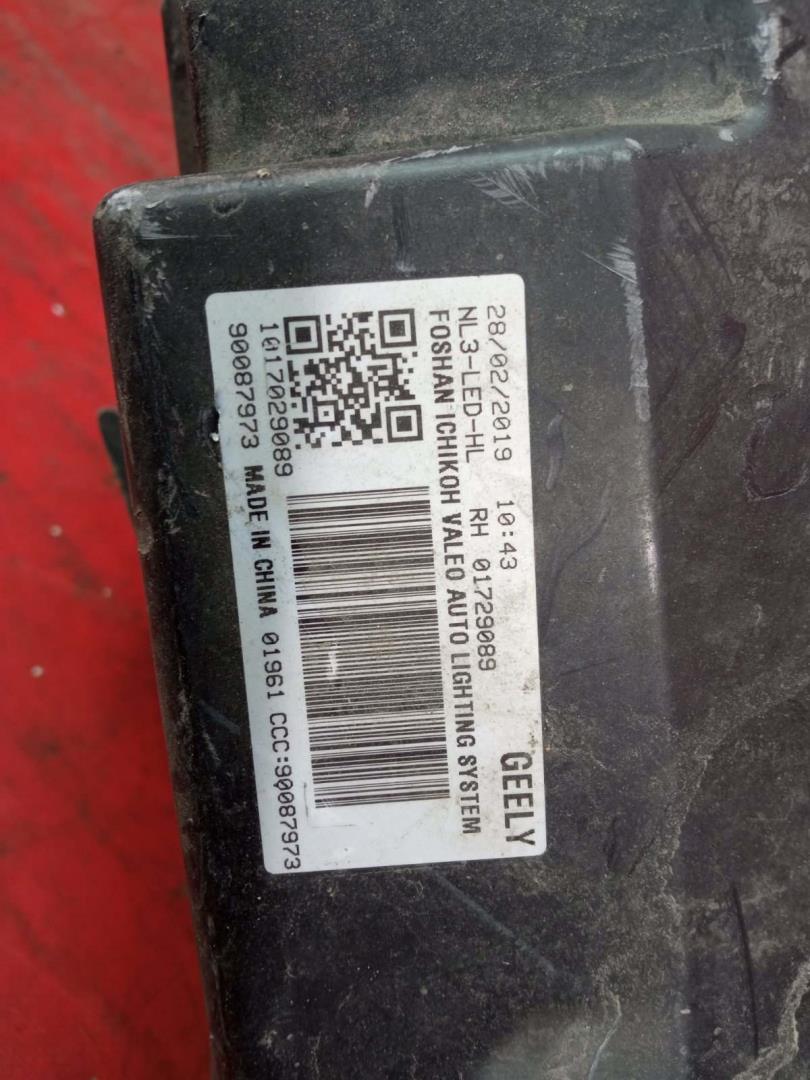 28/02/2019 10:43 GEELY
NL3-LED-HL RH 01729089
FOSHAN ICHIKOH VALEO AUTO LIGHTING SYSTEM
1017029089
90087973 MADE IN CHINA 01961 CCC:90087973